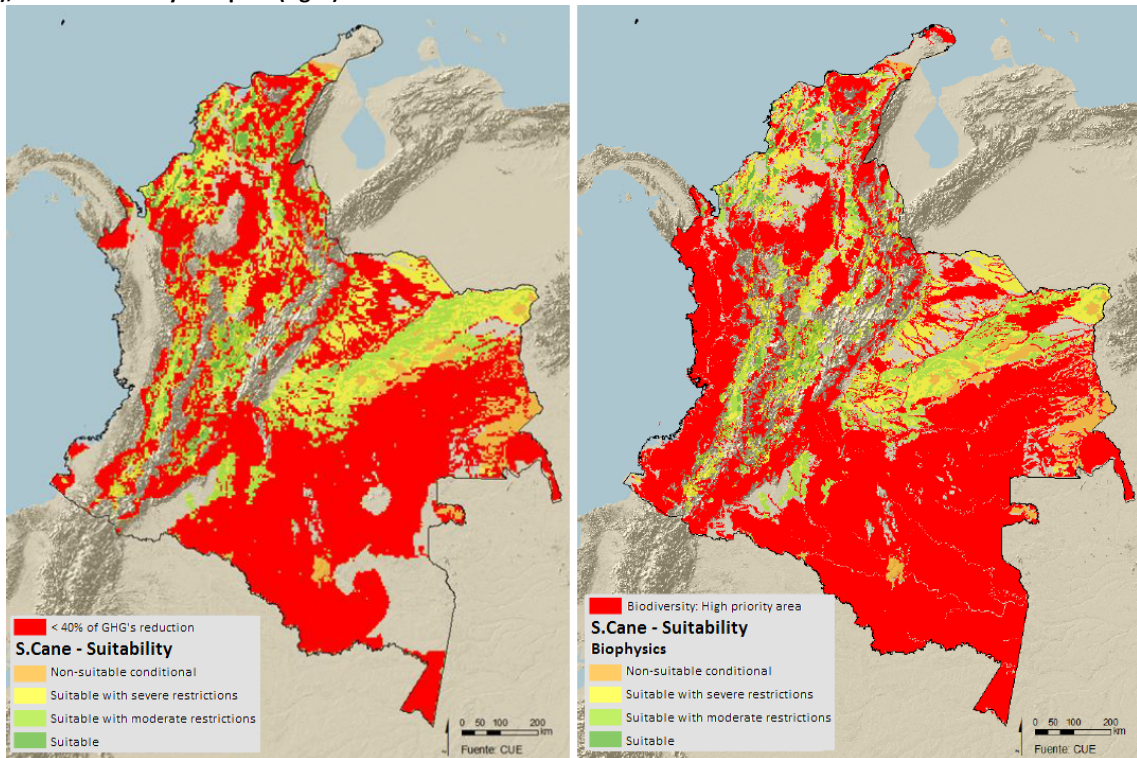 < 40% of GHG's reduction
S.Cane - Suitability
Non-suitable conditional
Suitable with severe restrictions
Suitable with moderate restrictions
Suitable
0 50 100 200
km
Fuente: CUE
Biodiversity: High priority area
S.Cane - Suitability
Biophysics
Non-suitable conditional
Suitable with severe restrictions
Suitable with moderate restrictions
Suitable
0 50 100 200
km
Fuente: CUE